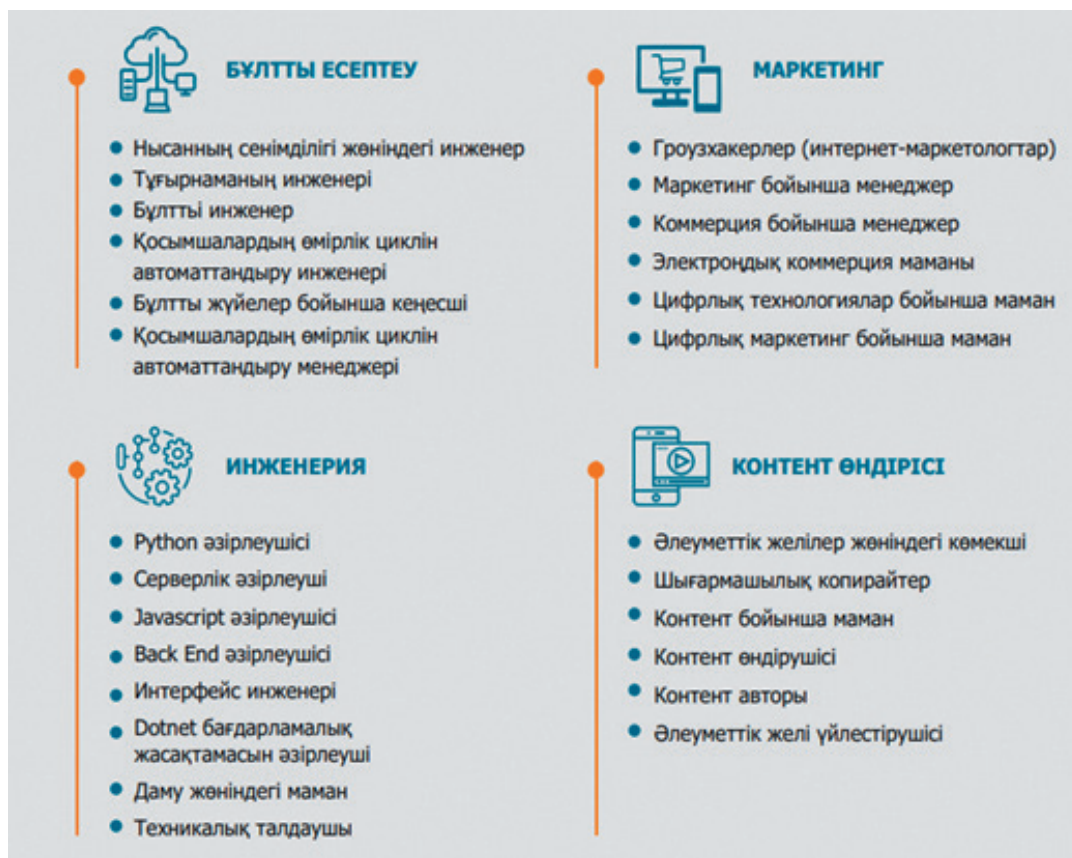 БҰЛТТЫ ЕСЕПТЕУ
Нысанның сенімділігі жөніндегі инженер
Тұғырнаманың инженері
Бұлтті инженер
Қосымшалардың өмірлік циклін
автоматтандыру инженері
Бұлтты жүйелер бойынша кеңесші
Қосымшалардың өмірлік циклін
автоматтандыру менеджері
МАРКЕТИНГ
Гроузхакерлер (интернет-маркетологтар)
Маркетинг бойынша менеджер
Коммерция бойынша менеджер
Электрондық коммерция маманы
Цифрлық технологиялар бойынша маман
Цифрлық маркетинг бойынша маман
ИНЖЕНЕРИЯ
Python әзірлеушісі
Серверлік әзірлеуші
Javascript әзірлеушісі
Back End әзірлеушісі
Интерфейс инженері
Dotnet бағдарламалық
жасақтамасын әзірлеуші
Даму жөніндегі маман
Техникалық талдаушы
КОНТЕНТ ӨНДІРІСІ
Әлеуметтік желілер жөніндегі көмекші
Шығармашылық копирайтер
Контент бойынша маман
Контент өндірушісі
Контент авторы
Әлеуметтік желі үйлестірушісі